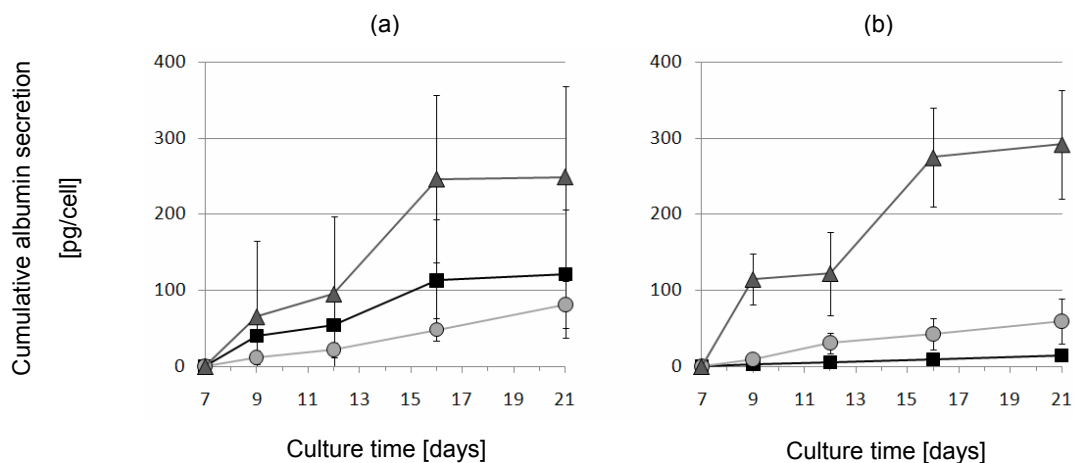 (a)
(b)
Cumulative albumin secretion
[pg/cell]
400
300
200
100
0
7 9 11 13 15 17 19 21
Culture time [days]
400
300
200
100
0
7 9 11 13 15 17 19 21
Culture time [days]